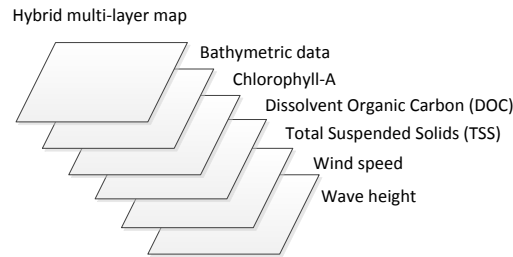 Hybrid multi-layer map
Bathymetric data
Chlorophyll-A
Dissolvent Organic Carbon (DOC)
Total Suspended Solids (TSS)
Wind speed
Wave height